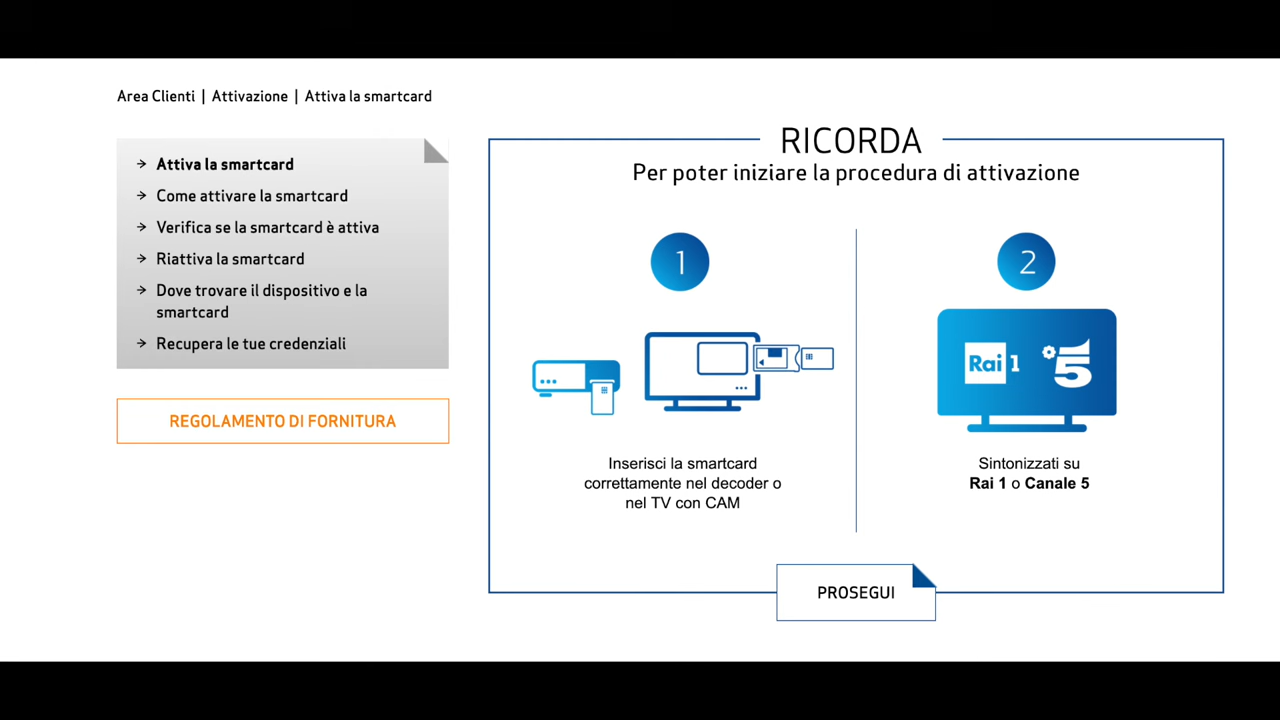 Area Clienti | Attivazione | Attiva la smartcard
→ Attiva la smartcard
→ Come attivare la smartcard
→ Verifica se la smartcard è attiva
→ Riattiva la smartcard
→ Dove trovare il dispositivo e la
smartcard
→ Recupera le tue credenziali
REGOLAMENTO DI FORNITURA
RICORDA
Per poter iniziare la procedura di attivazione
1
Inserisci la smartcard
correttamente nel decoder o
nel TV con CAM
2
Rai 1 5
Sintonizzati su
Rai 1 o Canale 5
PROSEGUI